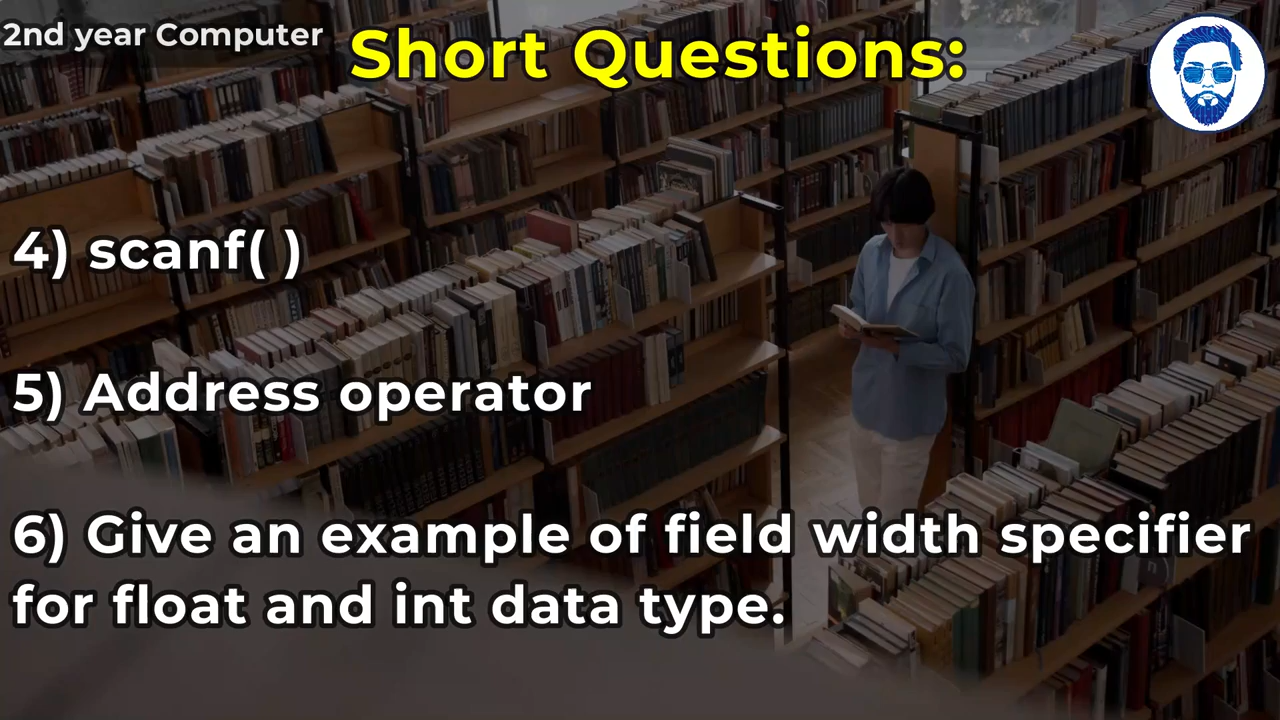 2nd year Computer
Short Questions:
4) scanf( )
5) Address operator
6) Give an example of field width specifier
for float and int data type.